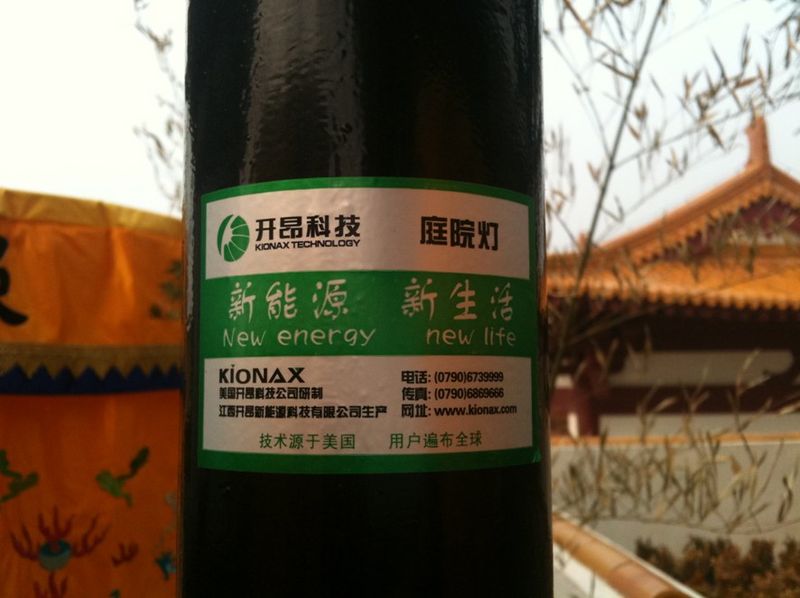 开昂科技 庭院灯
KIONAX TECHNOLOGY
新能源 新生活
New energy new life
KIONAX
美国开昂科技公司研制
江西开昂新能源科技有限公司生产
电话: (0790)6739999
传真: (0790)6869666
网址: www.kionax.com
技术源于美国 用户遍布全球